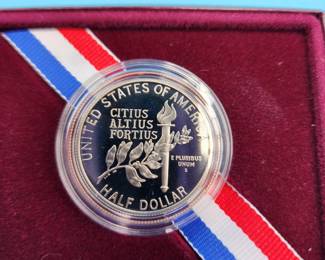 UNITED STATES OF AMERICA
CITIUS
ALTIUS
FORTIUS
E PLURIBUS
UNUM
S
HALF DOLLAR